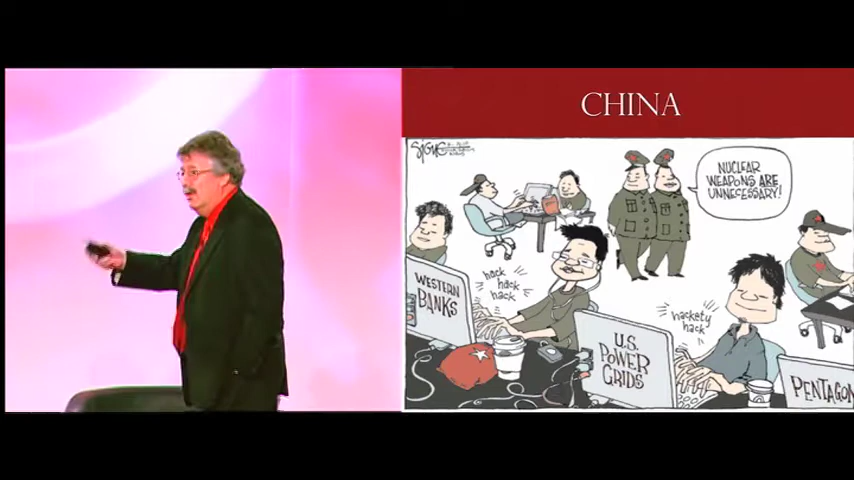 CHINA
NUCLEAR
WEAPONS ARE
UNNECESSARY!
hack
hack
hack
WESTERN
BANKS
hackety
hack
U.S.
POWER
GRIDS
PENTAGON